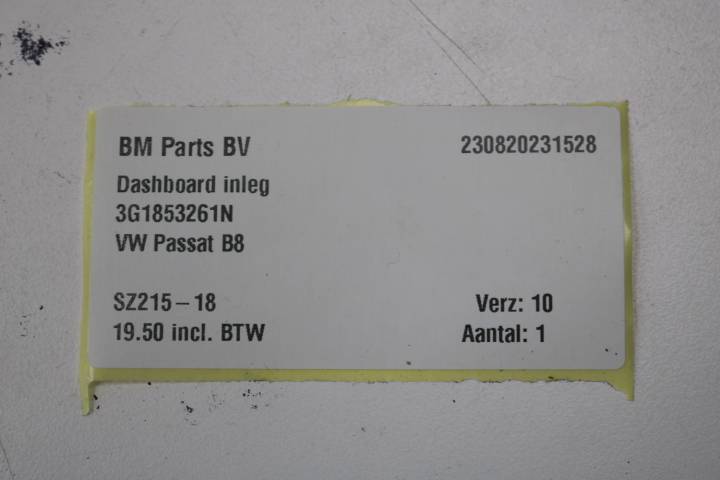 BM Parts BV 230820231528
Dashboard inleg
3G1853261N
VW Passat B8
SZ215-18 Verz: 10
19.50 incl. BTW Aantal: 1